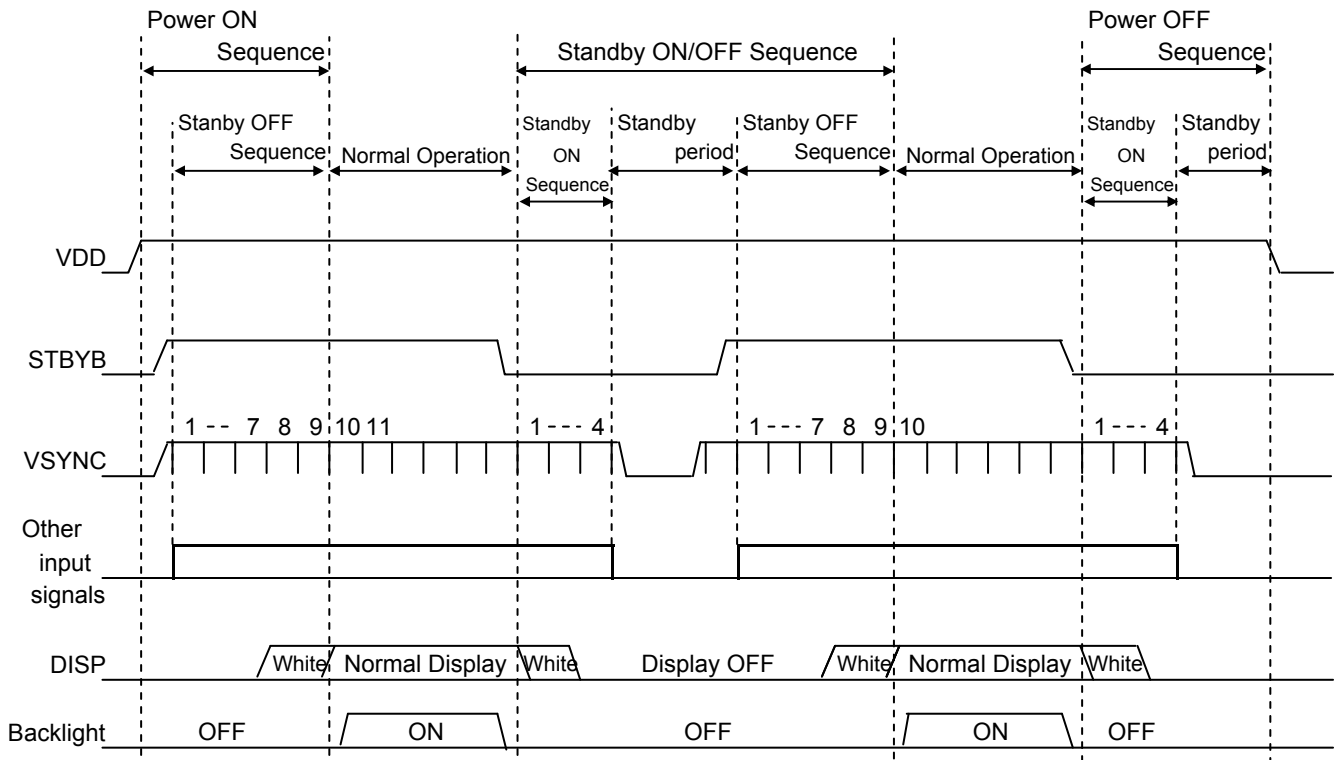 Power ON
Sequence
Standby ON/OFF Sequence
Power OFF
Sequence
Stanby OFF
Sequence
Normal Operation
Standby
ON
Sequence
Standby
period
Stanby OFF
Sequence
Normal Operation
Standby
ON
Sequence
Standby
period
VDD
STBYB
VSYNC
1 -- 7 8 9 10 11
1 --- 4
1 --- 7 8 9 10
1 --- 4
Other
input
signals
DISP
White
Normal Display
White
Display OFF
White
Normal Display
White
Backlight
OFF
ON
OFF
ON
OFF